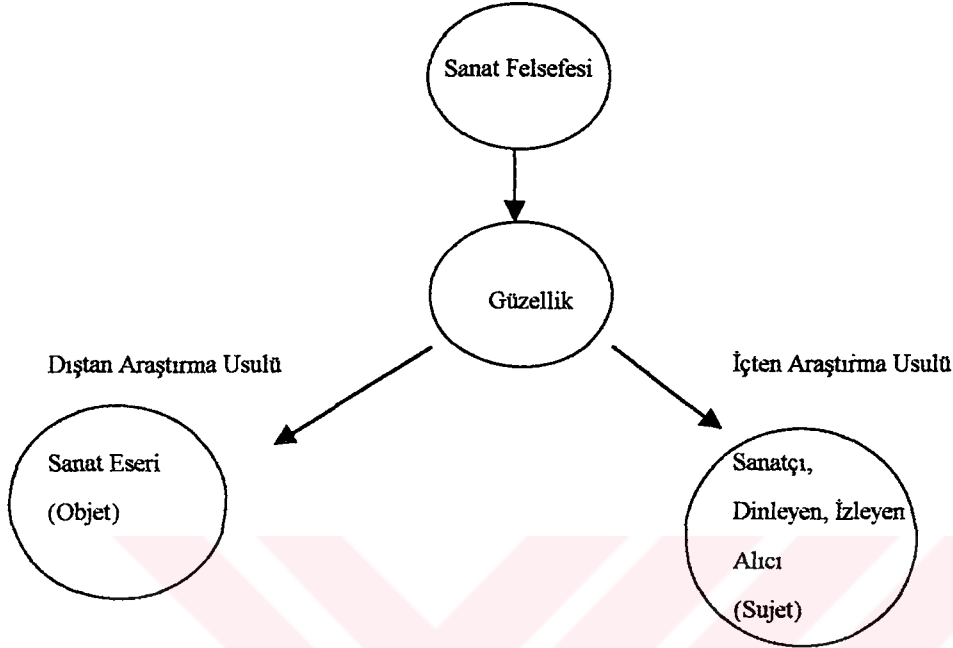 Sanat Felsefesi
Güzellik
Dıştan Araştırma Usulü
İçten Araştırma Usulü
Sanat Eseri
(Objet)
Sanatçı,
Dinleyen, İzleyen
Alıcı
(Sujet)